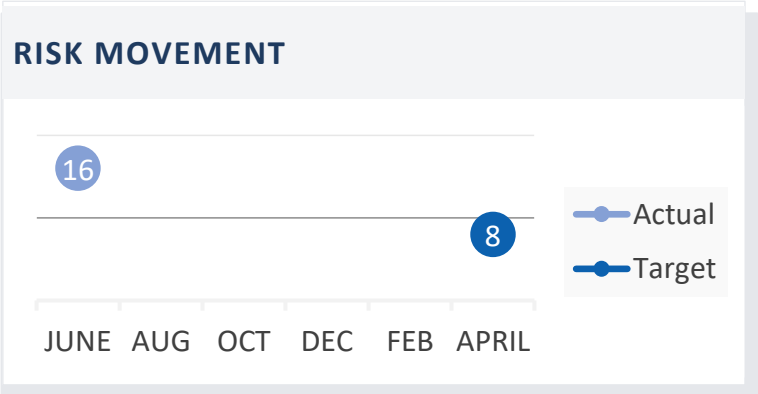 RISK MOVEMENT
16
8
Actual
Target
JUNE AUG OCT DEC FEB APRIL